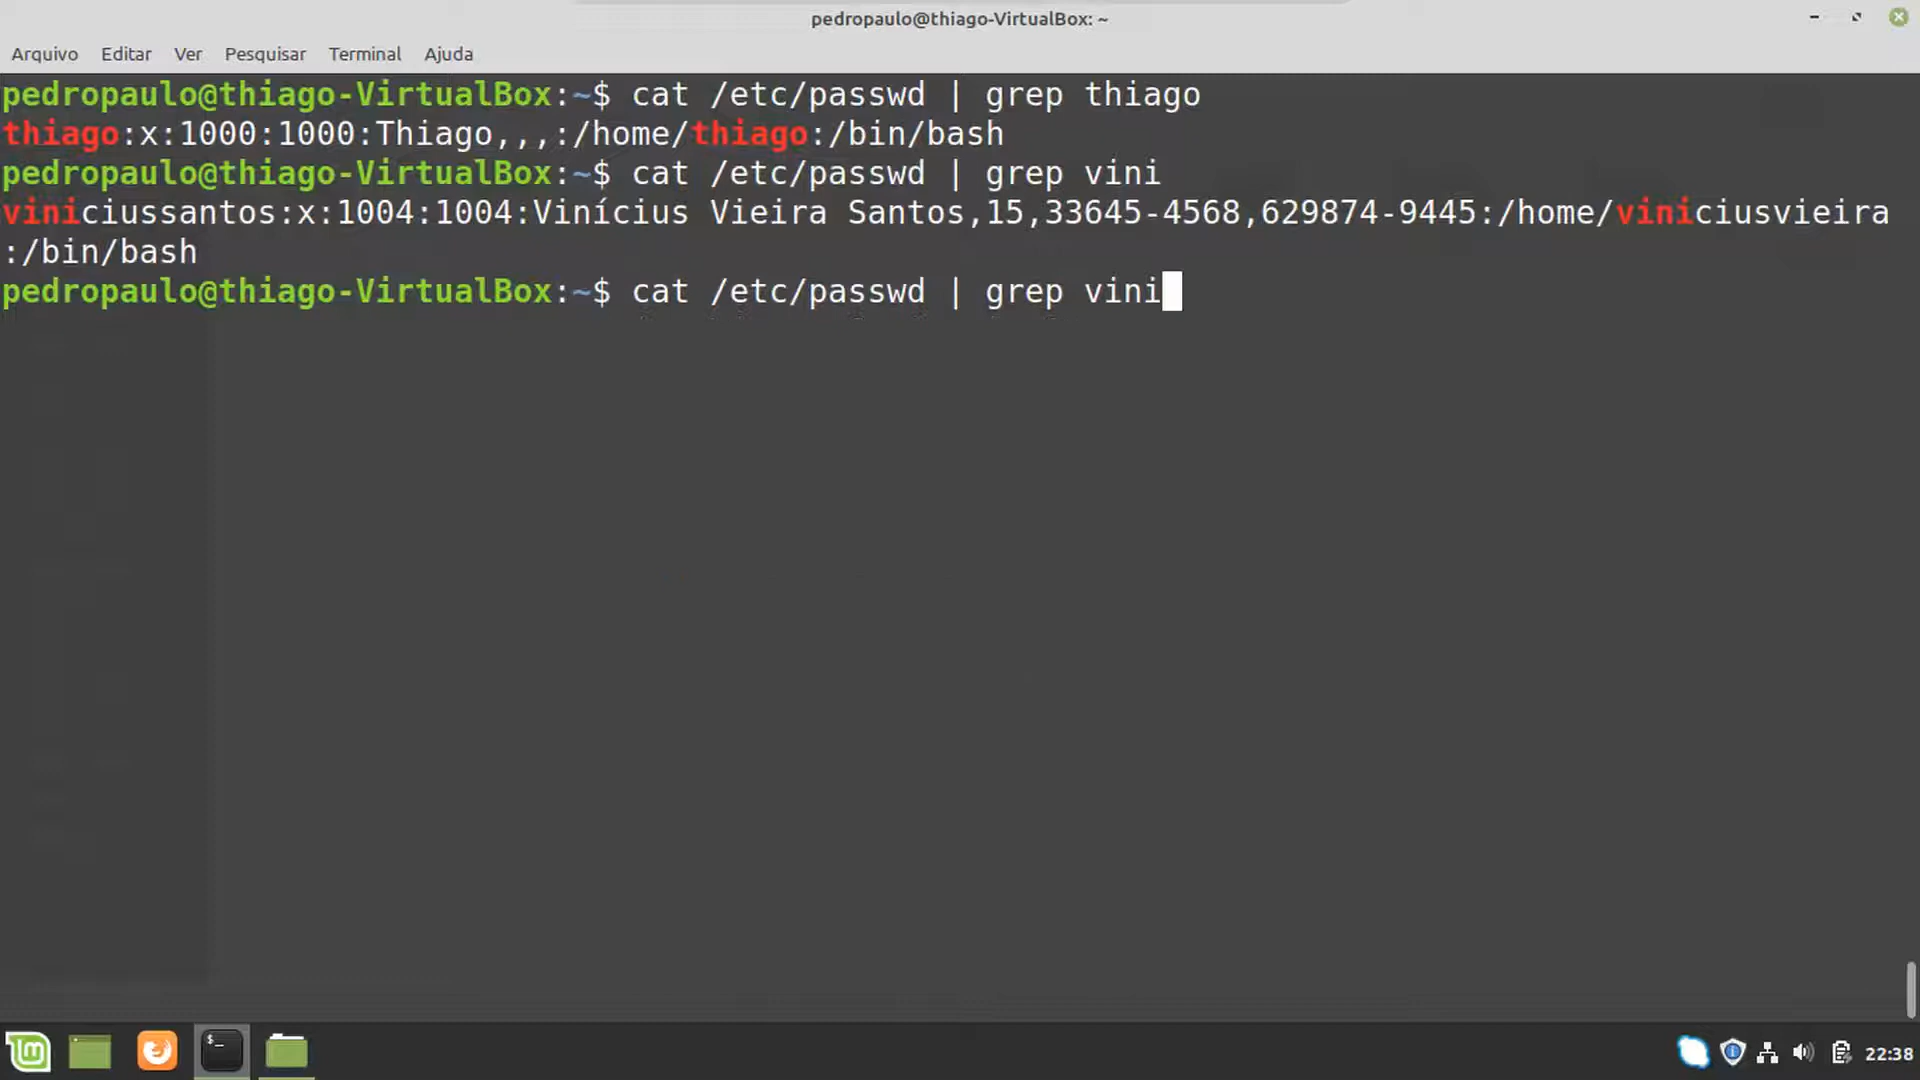 pedropaulo@thiago-VirtualBox: ~
Arquivo Editar Ver Pesquisar Terminal Ajuda
pedropaulo@thiago-VirtualBox:~$ cat /etc/passwd | grep thiago
thiago:x:1000:1000:Thiago,,,:/home/thiago:/bin/bash
pedropaulo@thiago-VirtualBox:~$ cat /etc/passwd | grep vini
viniciussantos:x:1004:1004:Vinícius Vieira Santos,15,33645-4568,629874-9445:/home/viniciusvieira
:/bin/bash
pedropaulo@thiago-VirtualBox:~$ cat /etc/passwd | grep vini
22:38